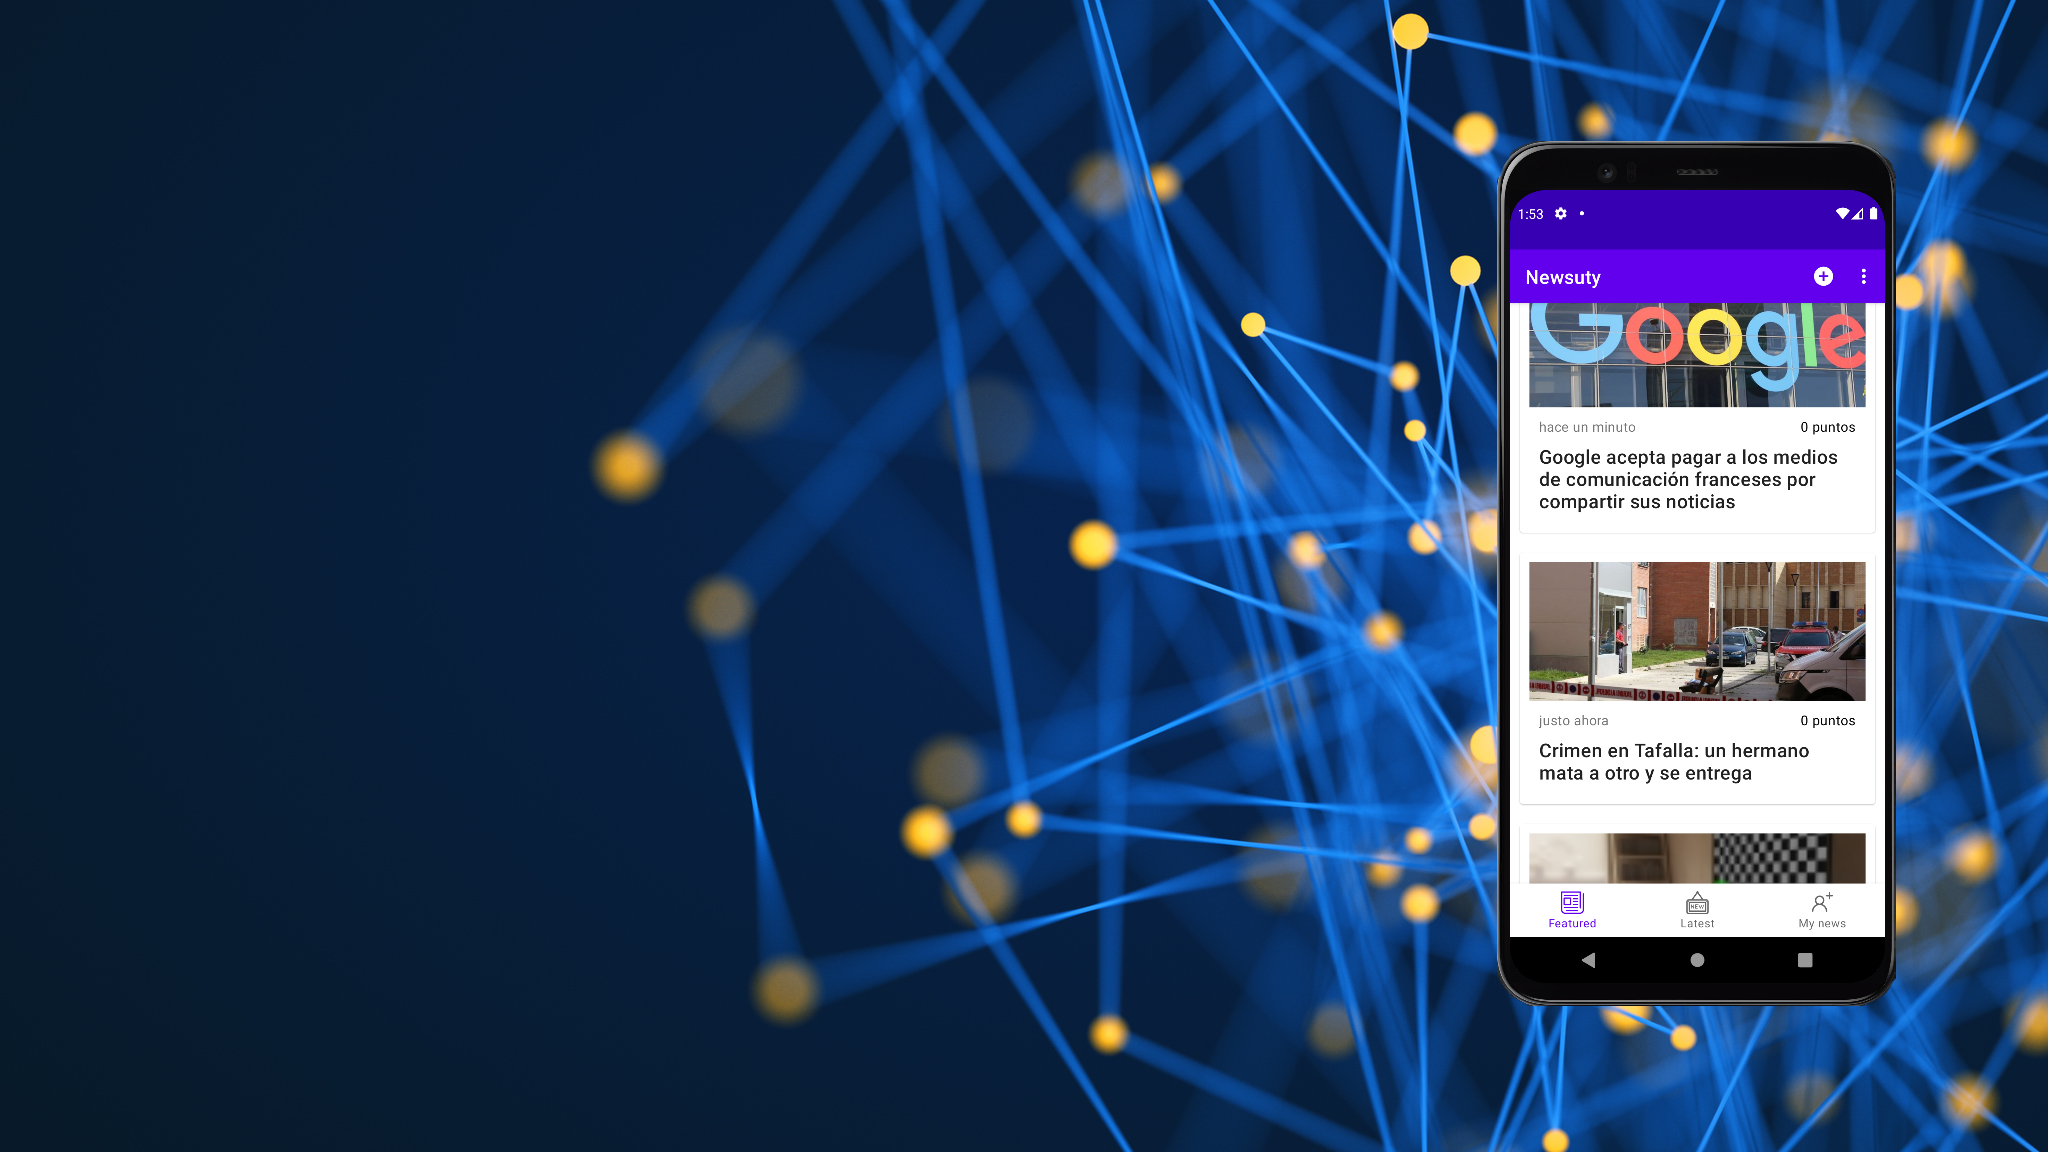 1:53
Newsuty
Google
hace un minuto
0 puntos
Google acepta pagar a los medios
de comunicación franceses por
compartir sus noticias
justo ahora
0 puntos
Crimen en Tafalla: un hermano
mata a otro y se entrega
NEW
Featured
Latest
My news